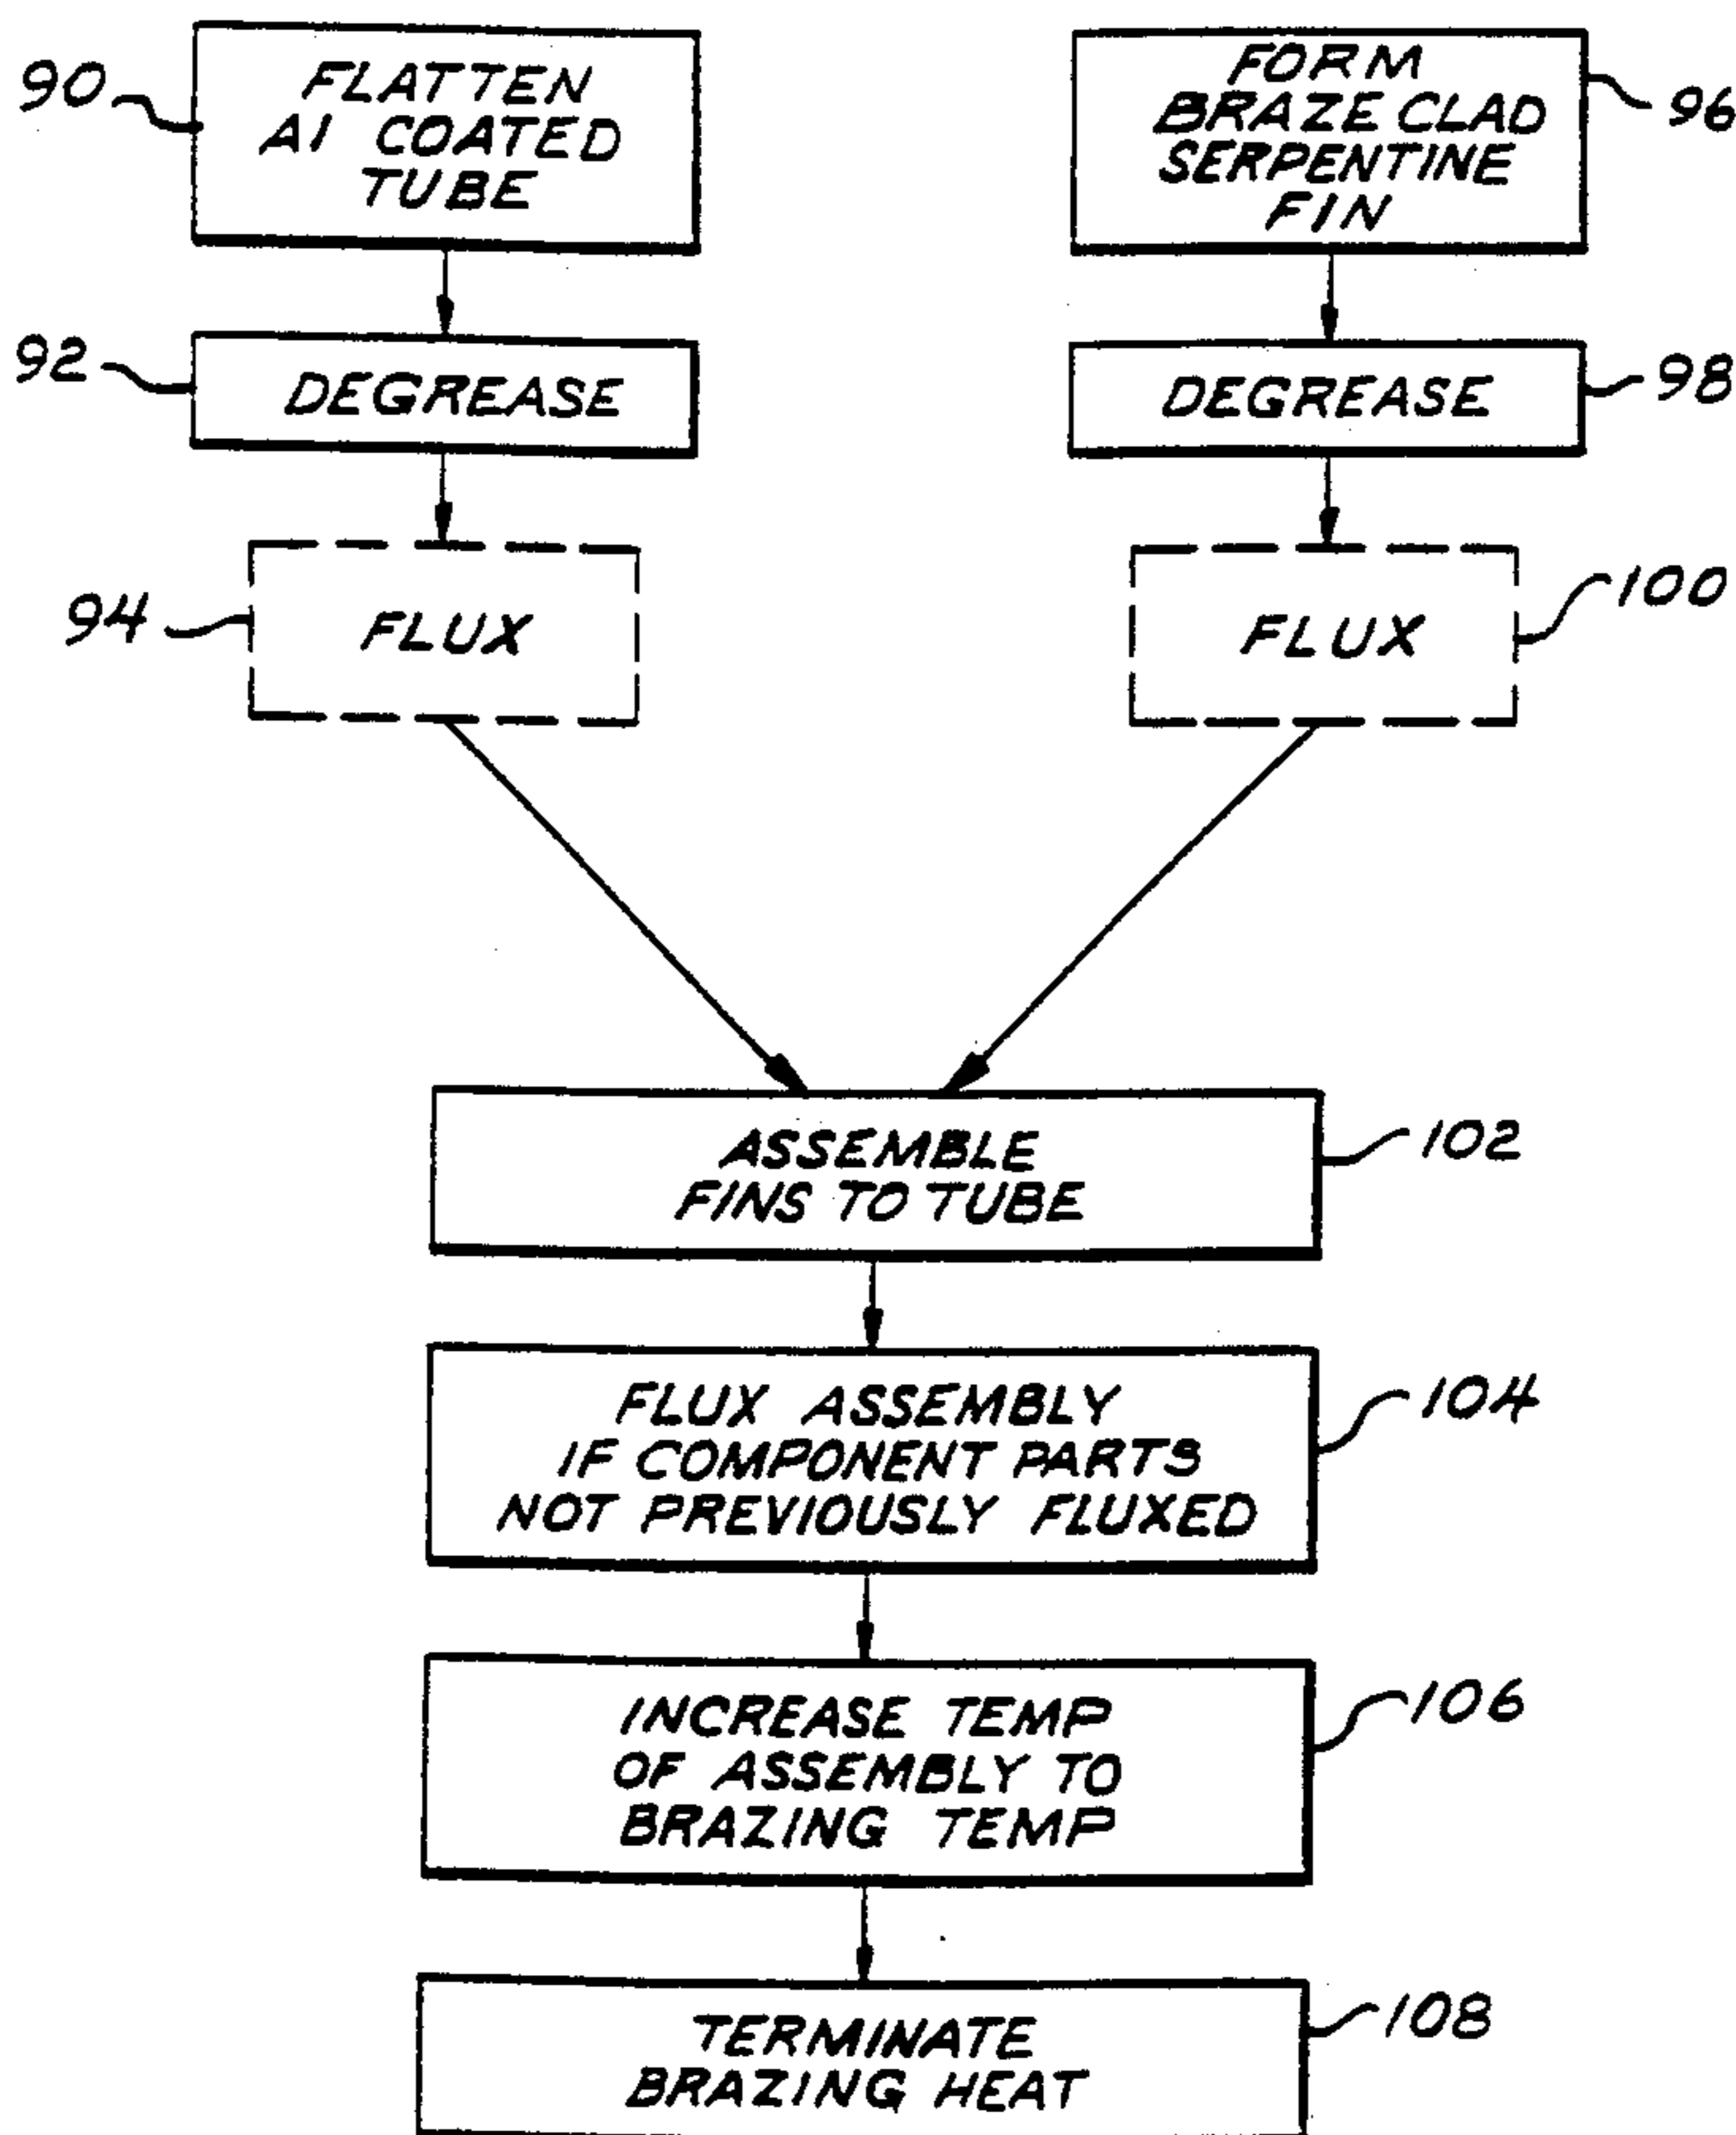 90
FLATTEN
Al COATED
TUBE
FORM
BRAZE CLAD
SERPENTINE
FIN
96
92
DEGREASE
DEGREASE
98
94
FLUX
FLUX
100
ASSEMBLE
FINS TO TUBE
102
FLUX ASSEMBLY
IF COMPONENT PARTS
NOT PREVIOUSLY FLUXED
104
INCREASE TEMP
OF ASSEMBLY TO
BRAZING TEMP
106
TERMINATE
BRAZING HEAT
108